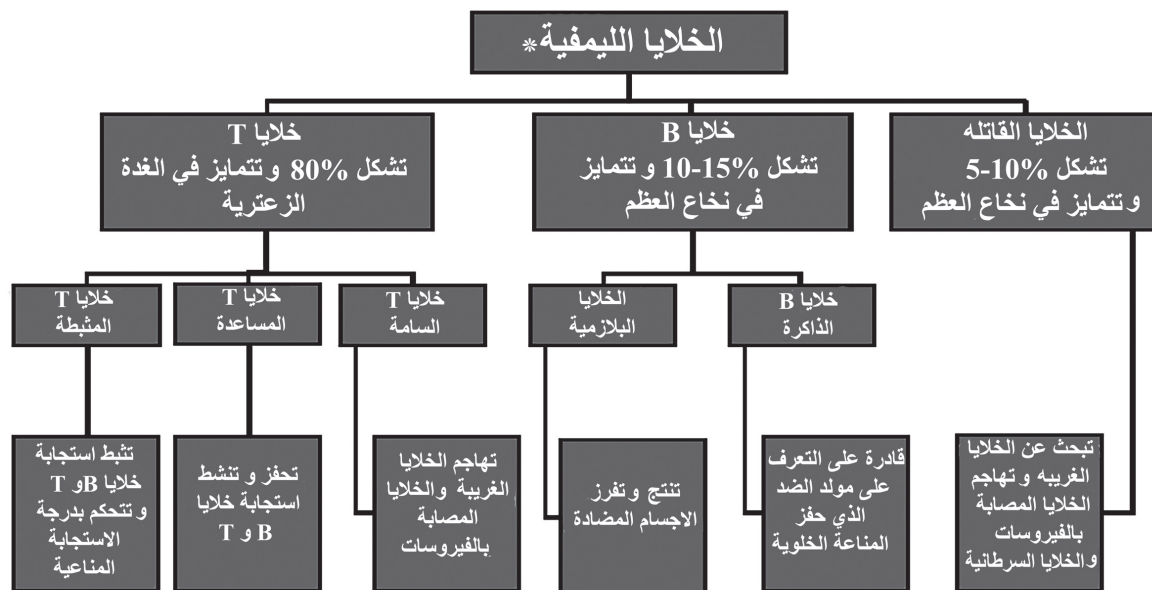 الخلايا الليمفية*
الخلايا القاتله
تشكل 10%-5
و تتمايز في نخاع العظم
خلايا B
تشكل 15%-10 و تتمايز
في نخاع العظم
خلايا T
تشكل 80% و تتمايز في الغدة
الزعترية
خلايا B
الذاكرة
الخلايا
البلازمية
خلايا T
السامة
خلايا T
المساعدة
خلايا T
المثبطة
تبحث عن الخلايا
الغريبه و تهاجم
الخلايا المصابة
بالفيروسات
والخلايا السرطانية
قادرة على التعرف
على مولد الضد
الذي حفز
المناعة الخلوية
تنتج و تفرز
الاجسام المضادة
تهاجم الخلايا
الغريبة والخلايا
المصابة
بالفيروسات
تحفز و تنشط
استجابة خلايا
B و T
تثبط استجابة
خلايا B و T
و تتحكم بدرجة
الاستجابة
المناعية